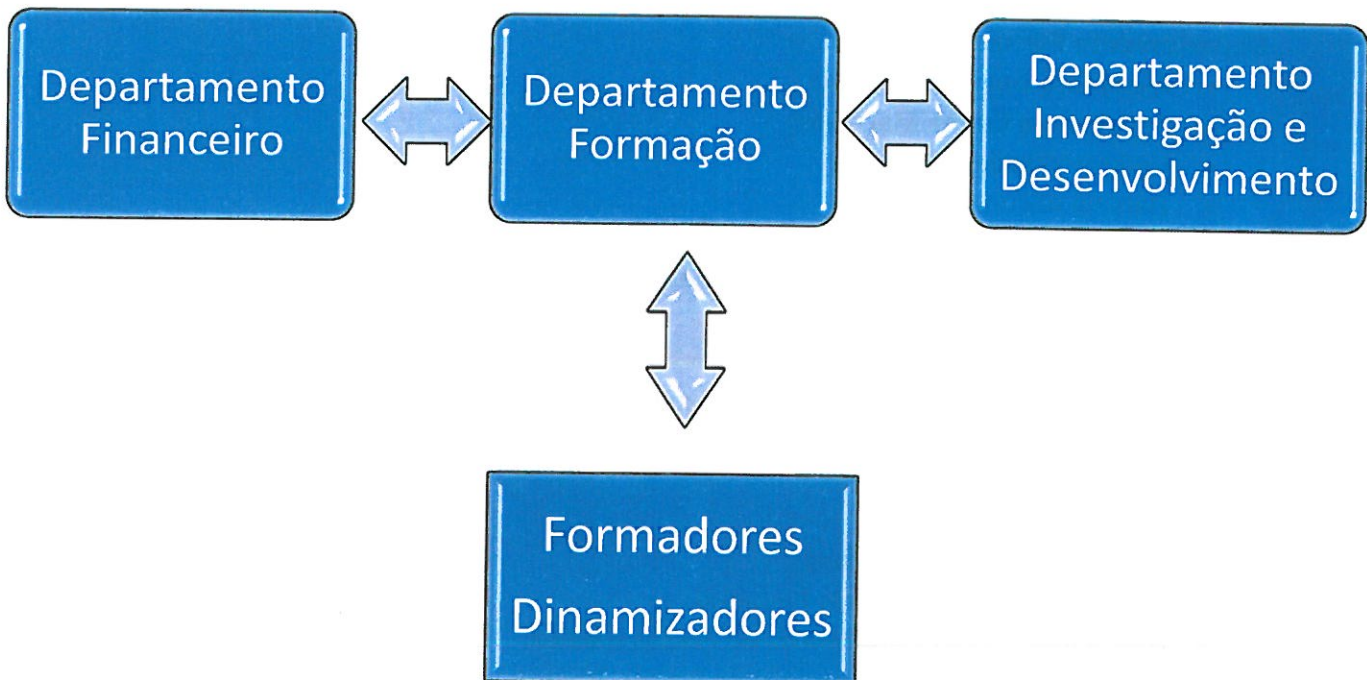 Departamento
Financeiro
Departamento
Formação
Departamento
Investigação e
Desenvolvimento
Formadores
Dinamizadores